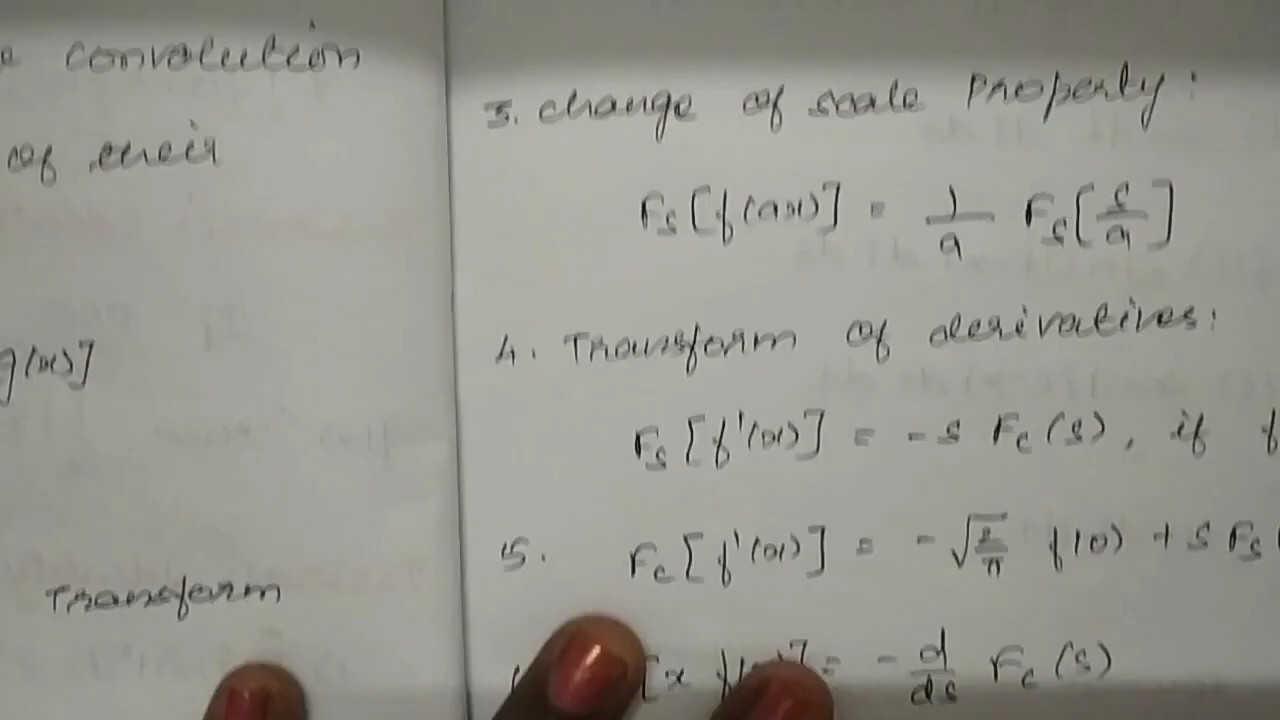 convolution
of their
g(x)]
Transform
3. change of scale Property:
Fs[f(ax)] = 1/a Fs[s/a]
4. Transform of derivatives:
Fs[f'(x)] = -s Fc(s), if f
5. Fc[f'(x)] = -√(2/π) f(0) + s Fs(
[x f(x)] = -d/ds Fc(s)